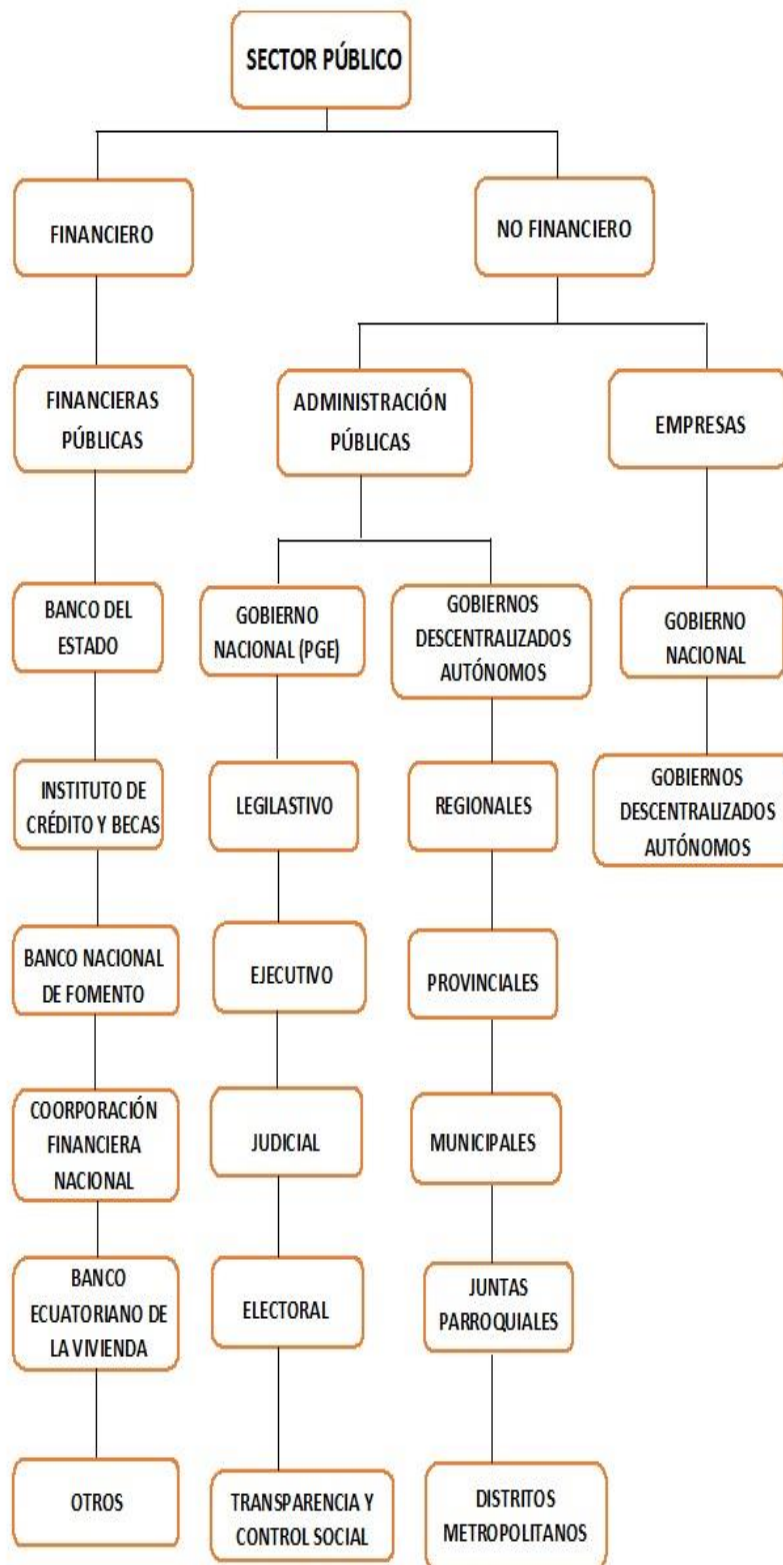 SECTOR PÚBLICO
FINANCIERO
NO FINANCIERO
FINANCIERAS
PÚBLICAS
ADMINISTRACIÓN
PÚBLICAS
EMPRESAS
BANCO DEL
ESTADO
GOBIERNO
NACIONAL (PGE)
GOBIERNOS
DESCENTRALIZADOS
AUTÓNOMOS
GOBIERNO
NACIONAL
INSTITUTO DE
CRÉDITO Y BECAS
LEGILASTIVO
REGIONALES
GOBIERNOS
DESCENTRALIZADOS
AUTÓNOMOS
BANCO NACIONAL
DE FOMENTO
EJECUTIVO
PROVINCIALES
COORPORACIÓN
FINANCIERA
NACIONAL
JUDICIAL
MUNICIPALES
BANCO
ECUATORIANO DE
LA VIVIENDA
ELECTORAL
JUNTAS
PARROQUIALES
OTROS
TRANSPARENCIA Y
CONTROL SOCIAL
DISTRITOS
METROPOLITANOS